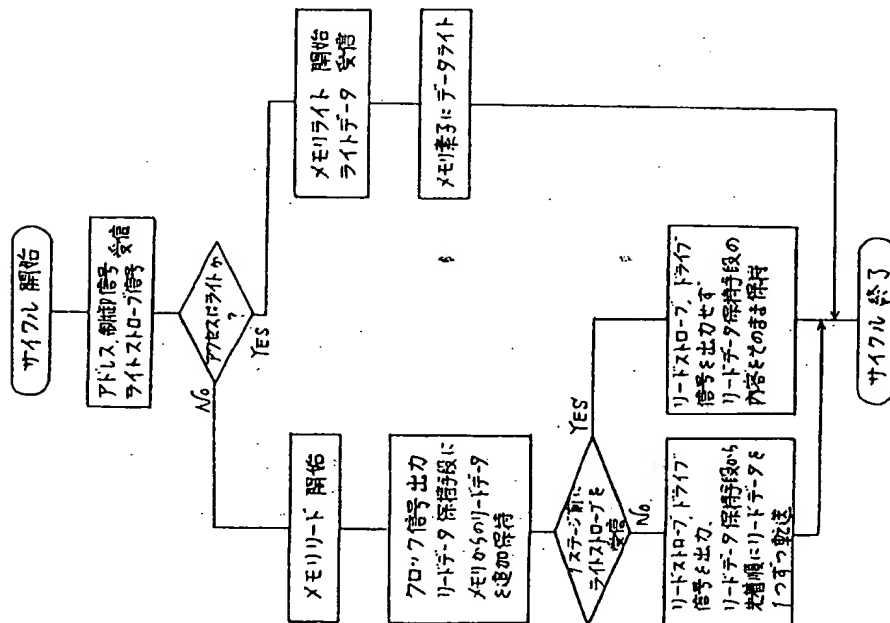 サイクル 開始
アドレス,制御信号 受信
ライトストローブ信号
アクセスはライトか
?
No
YES
メモリライト 開始
ライトデータ 受信
メモリ素子にデータライト
メモリリード 開始
クロック信号出力
リードデータ保持手段に
メモリからのリードデータ
を追加保持
1ステージ前に
ライトストローブを
受信
YES
No
リードストローブ,ドライブ
信号を出力せず
リードデータ保持手段の
内容をそのまま保持
リードストローブ,ドライブ
信号を出力、
リードデータ保持手段から
先着順にリードデータを
1つずつ転送
サイクル 終了